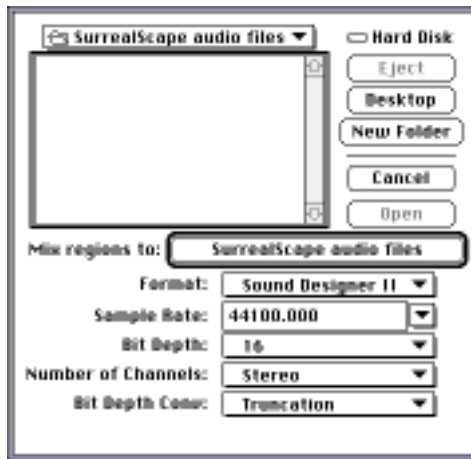 SurrealScape audio files
Hard Disk
Eject
Desktop
New Folder
Cancel
Open
Mix regions to: SurrealScape audio files
Format: Sound Designer II
Sample Rate: 44100.000
Bit Depth: 16
Number of Channels: Stereo
Bit Depth Conv: Truncation